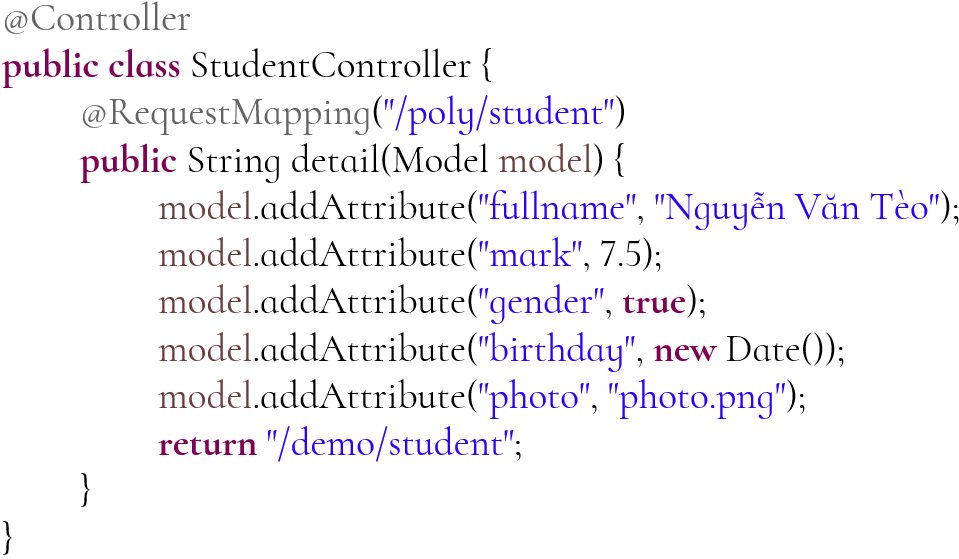 @Controller
public class StudentController {
@RequestMapping("/poly/student")
public String detail(Model model) {
model.addAttribute("fullname", "Nguyễn Văn Tèo");
model.addAttribute("mark", 7.5);
model.addAttribute("gender", true);
model.addAttribute("birthday", new Date());
model.addAttribute("photo", "photo.png");
return "/demo/student";
}
}